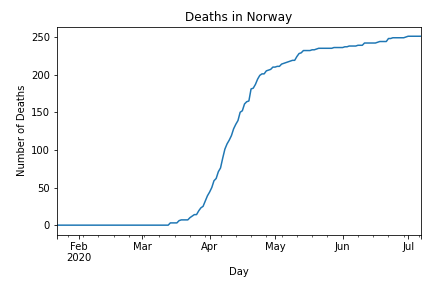 Deaths in Norway
Number of Deaths
250
200
150
100
50
0
Feb
2020
Mar
Apr
May
Jun
Jul
Day